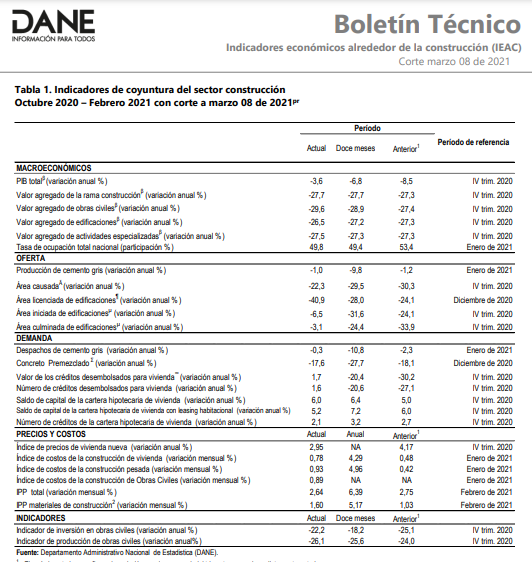 DANE
INFORMACIÓN PARA TODOS
Boletín Técnico
Indicadores económicos alrededor de la construcción (IEAC)
Corte marzo 08 de 2021
Tabla 1. Indicadores de coyuntura del sector construcción
Octubre 2020 – Febrero 2021 con corte a marzo 08 de 2021pr
Período
Actual Doce meses Anterior1 Período de referencia
MACROECONÓMICOS
PIB totalβ (variación anual %) -3,6 -6,8 -8,5 IV trim. 2020
Valor agregado de la rama construcciónβ (variación anual %) -27,7 -27,7 -27,3 IV trim. 2020
Valor agregado de obras civilesβ (variación anual %) -29,6 -28,9 -27,4 IV trim. 2020
Valor agregado de edificacionesβ (variación anual %) -26,5 -27,2 -27,3 IV trim. 2020
Valor agregado de actividades especializadasβ (variación anual %) -27,5 -27,3 -27,3 IV trim. 2020
Tasa de ocupación total nacional (participación %) 49,8 49,4 53,4 Enero de 2021
OFERTA
Producción de cemento gris (variación anual %) -1,0 -9,8 -1,2 Enero de 2021
Área causada (variación anual %) -22,3 -29,5 -30,3 IV trim. 2020
Área licenciada de edificaciones¶ (variación anual %) -40,9 -28,0 -24,1 Diciembre de 2020
Área iniciada de edificacionesµ (variación anual %) -6,5 -31,6 -24,1 IV trim. 2020
Área culminada de edificacionesµ (variación anual %) -3,1 -24,4 -33,9 IV trim. 2020
DEMANDA
Despachos de cemento gris (variación anual %) -0,3 -10,8 -2,3 Enero de 2021
Concreto Premezclado (variación anual %) -17,6 -27,7 -18,1 Diciembre de 2020
Valor de los créditos desembolsados para vivienda (variación anual %) 1,7 -20,4 -30,2 IV trim. 2020
Número de créditos desembolsados para vivienda (variación anual %) 1,6 -20,6 -27,1 IV trim. 2020
Saldo de capital de la cartera hipotecaria de vivienda (variación anual %) 6,0 6,4 5,0 IV trim. 2020
Saldo de capital de la cartera hipotecaria de vivienda con leasing habitacional (variación anual %) 5,2 7,2 6,0 IV trim. 2020
Número de créditos de la cartera hipotecaria de vivienda (variación anual %) 2,1 3,2 2,7 IV trim. 2020
PRECIOS Y COSTOS Actual Anual Anterior1
Índice de precios de vivienda nueva (variación anual %) 2,95 NA 4,17 IV trim. 2020
Índice de costos de la construcción de vivienda (variación mensual %) 0,78 4,29 0,48 Enero de 2021
Índice de costos de la construcción pesada (variación mensual %) 0,93 4,96 0,42 Enero de 2021
Índice de costos de la construcción de Obras Civiles (variación mensual %) 0,89 NA NA Enero de 2021
IPP total (variación mensual %) 2,64 6,39 2,75 Febrero de 2021
IPP materiales de construcción2 (variación mensual %) 1,60 5,17 1,03 Febrero de 2021
INDICADORES Actual Doce meses Anterior1
Indicador de inversión en obras civiles (variación anual %) -22,2 -18,2 -25,1 IV trim. 2020
Indicador de producción de obras civiles (variación anual%) -26,1 -25,6 -24,0 IV trim. 2020
Fuente: Departamento Administrativo Nacional de Estadística (DANE).